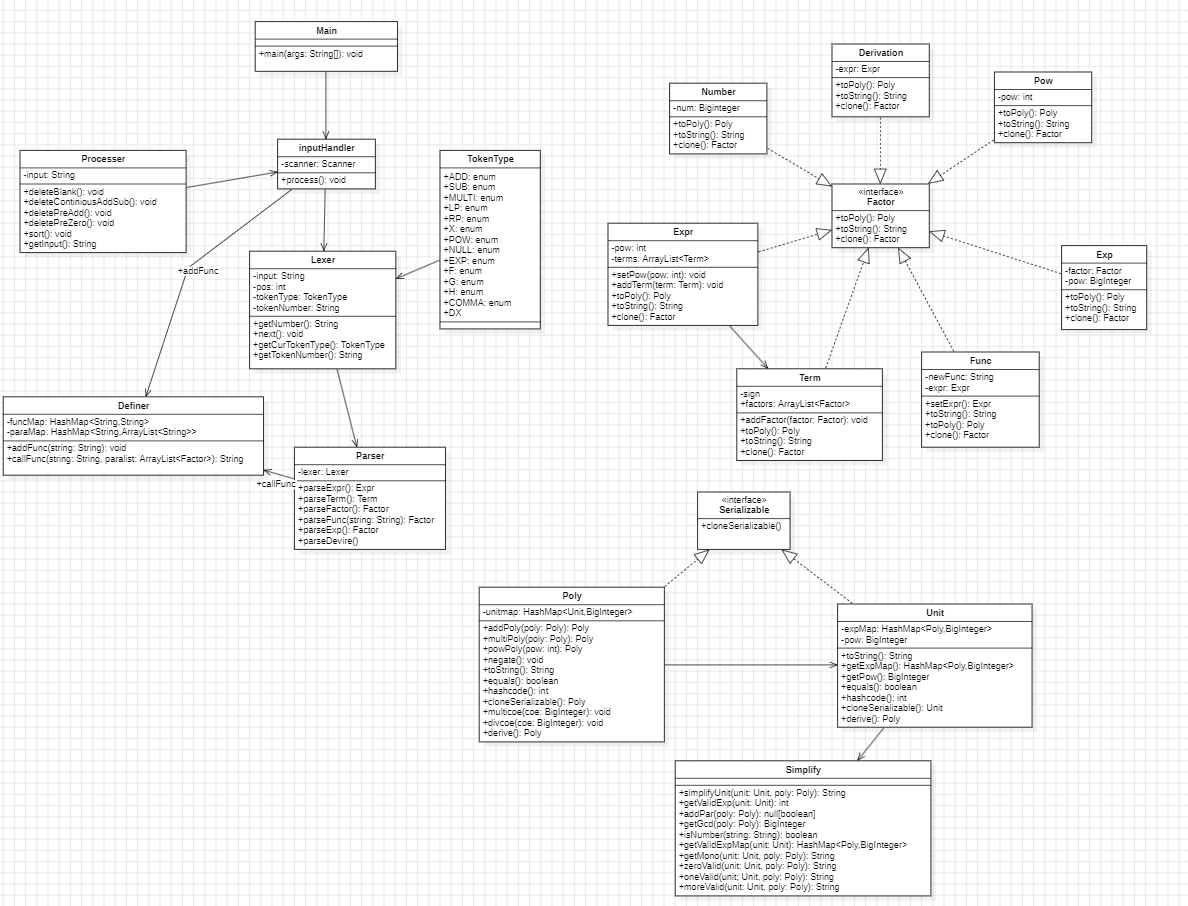 Main
+main(args: String[]): void
Derivation
-expr: Expr
+toPoly(): Poly
+toString(): String
+clone(): Factor
Number
-num: BigInteger
+toPoly(): Poly
+toString(): String
+clone(): Factor
Pow
-pow: int
+toPoly(): Poly
+toString(): String
+clone(): Factor
inputHandler
-scanner: Scanner
+process(): void
Processer
-input: String
+deleteBlank(): void
+deleteContiniousAddSub(): void
+deletePreAdd(): void
+deletePreZero(): void
+sort(): void
+getInput(): String
TokenType
+ADD: enum
+SUB: enum
+MULTI: enum
+LP: enum
+RP: enum
+X: enum
+POW: enum
+NULL: enum
+EXP: enum
+F: enum
+G: enum
+H: enum
+COMMA: enum
+DX
«interface»
Factor
+toPoly(): Poly
+toString(): String
+clone(): Factor
Expr
-pow: int
-terms: ArrayList<Term>
+setPow(pow: int): void
+addTerm(term: Term): void
+toPoly(): Poly
+toString(): String
+clone(): Factor
Exp
-factor: Factor
-pow: BigInteger
+toPoly(): Poly
+toString(): String
+clone(): Factor
+addFunc
Lexer
-input: String
-pos: int
-tokenType: TokenType
-tokenNumber: String
+getNumber(): String
+next(): void
+getCurTokenType(): TokenType
+getTokenNumber(): String
Term
-sign
+factors: ArrayList<Factor>
+addFactor(factor: Factor): void
+toPoly(): Poly
+toString(): String
+clone(): Factor
Func
-newFunc: String
-expr: Expr
+setExpr(): Expr
+toString(): String
+toPoly(): Poly
+clone(): Factor
Definer
-funcMap: HashMap<String,String>
-paraMap: HashMap<String,ArrayList<String>>
+addFunc(string: String): void
+callFunc(string: String, paralist: ArrayList<Factor>): String
+callFunc
Parser
-lexer: Lexer
+parseExpr(): Expr
+parseTerm(): Term
+parseFactor(): Factor
+parseFunc(string: String): Factor
+parseExp(): Factor
+parseDevire()
«interface»
Serializable
+cloneSerializable()
Poly
-unitmap: HashMap<Unit,BigInteger>
+addPoly(poly: Poly): Poly
+multiPoly(poly: Poly): Poly
+powPoly(pow: int): Poly
+negate(): void
+toString(): String
+equals(): boolean
+hashcode(): int
+cloneSerializable(): Poly
+multicoe(coe: BigInteger): void
+divcoe(coe: BigInteger): void
+derive(): Poly
Unit
-expMap: HashMap<Poly,BigInteger>
-pow: BigInteger
+toString(): String
+getExpMap(): HashMap<Poly,BigInteger>
+getPow(): BigInteger
+equals(): boolean
+hashcode(): int
+cloneSerializable(): Unit
+derive(): Poly
Simplify
+simplifyUnit(unit: Unit, poly: Poly): String
+getValidExp(unit: Unit): int
+addPar(poly: Poly): null[boolean]
+getGcd(poly: Poly): BigInteger
+isNumber(string: String): boolean
+getValidExpMap(unit: Unit): HashMap<Poly,BigInteger>
+getMono(unit: Unit, poly: Poly): String
+zeroValid(unit: Unit, poly: Poly): String
+oneValid(unit: Unit, poly: Poly): String
+moreValid(unit: Unit, poly: Poly): String